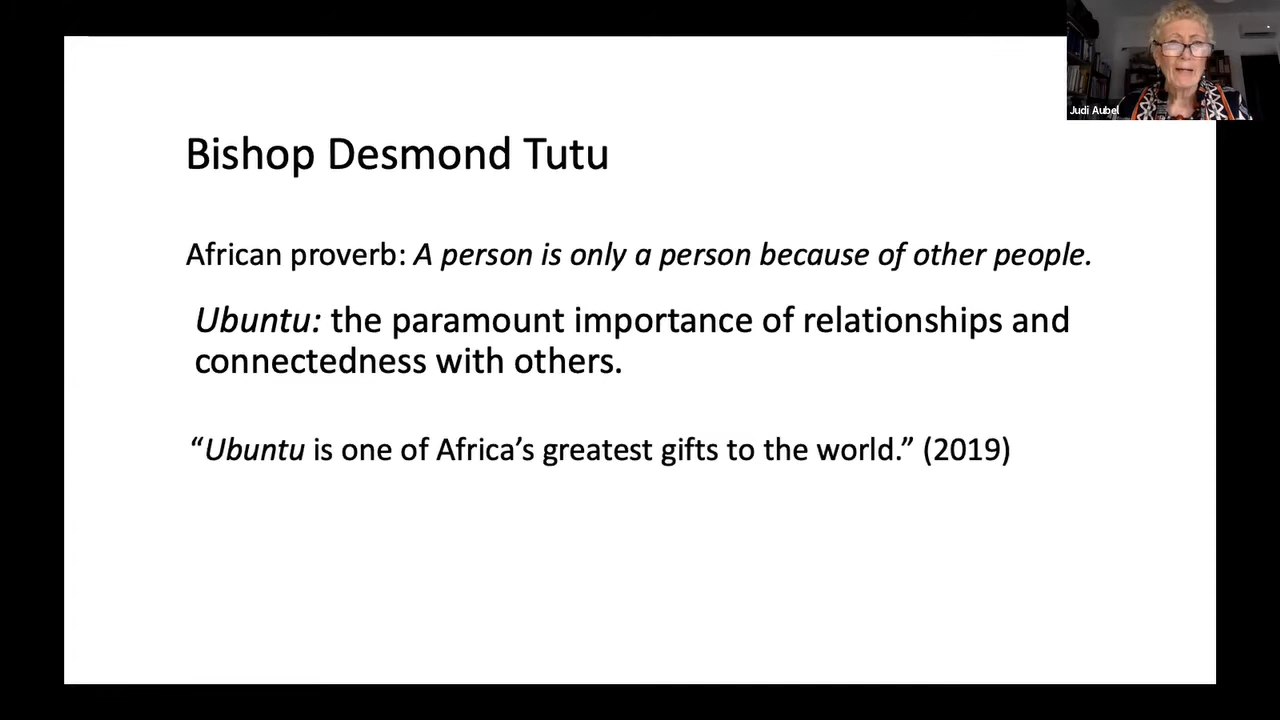 Judi Aubel
Bishop Desmond Tutu
African proverb: A person is only a person because of other people.
Ubuntu: the paramount importance of relationships and
connectedness with others.
“Ubuntu is one of Africa’s greatest gifts to the world.” (2019)